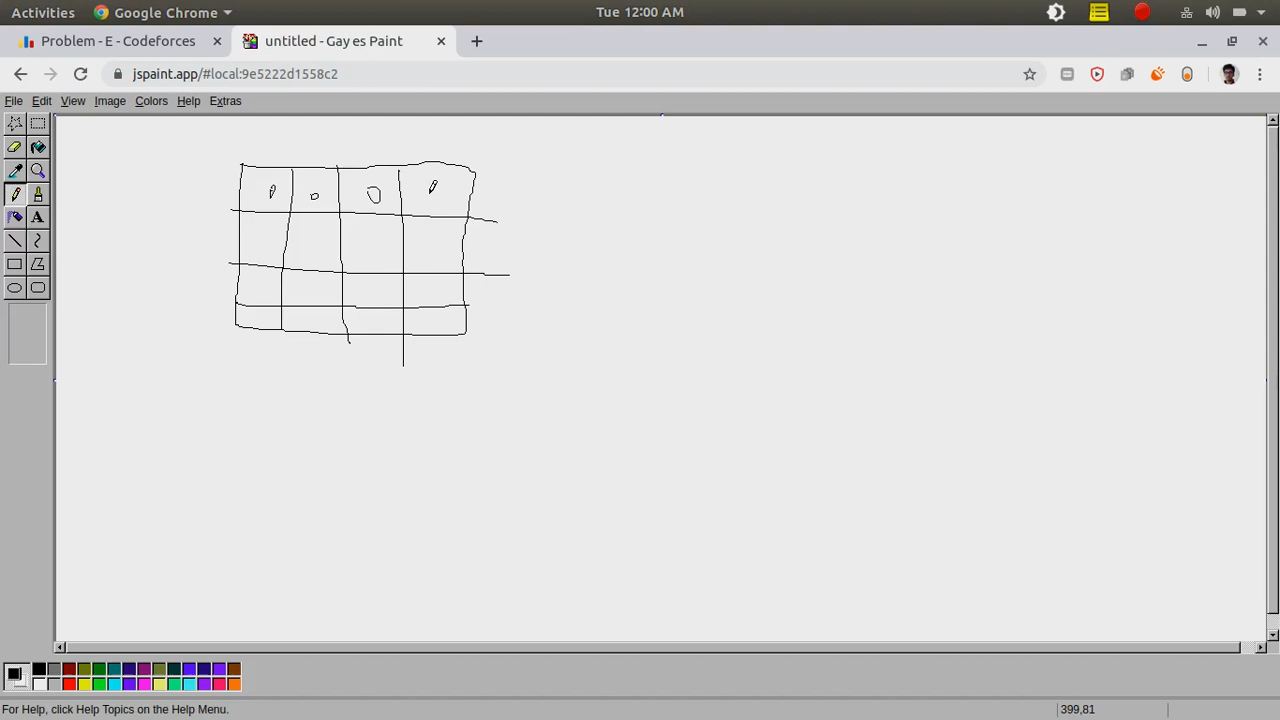 Activities Google Chrome Tue 12:00 AM
Problem - E - Codeforces untitled - Gay es Paint
jspaint.app/#local:9e5222d1558c2
File Edit View Image Colors Help Extras
0 0
For Help, click Help Topics on the Help Menu. 399,81